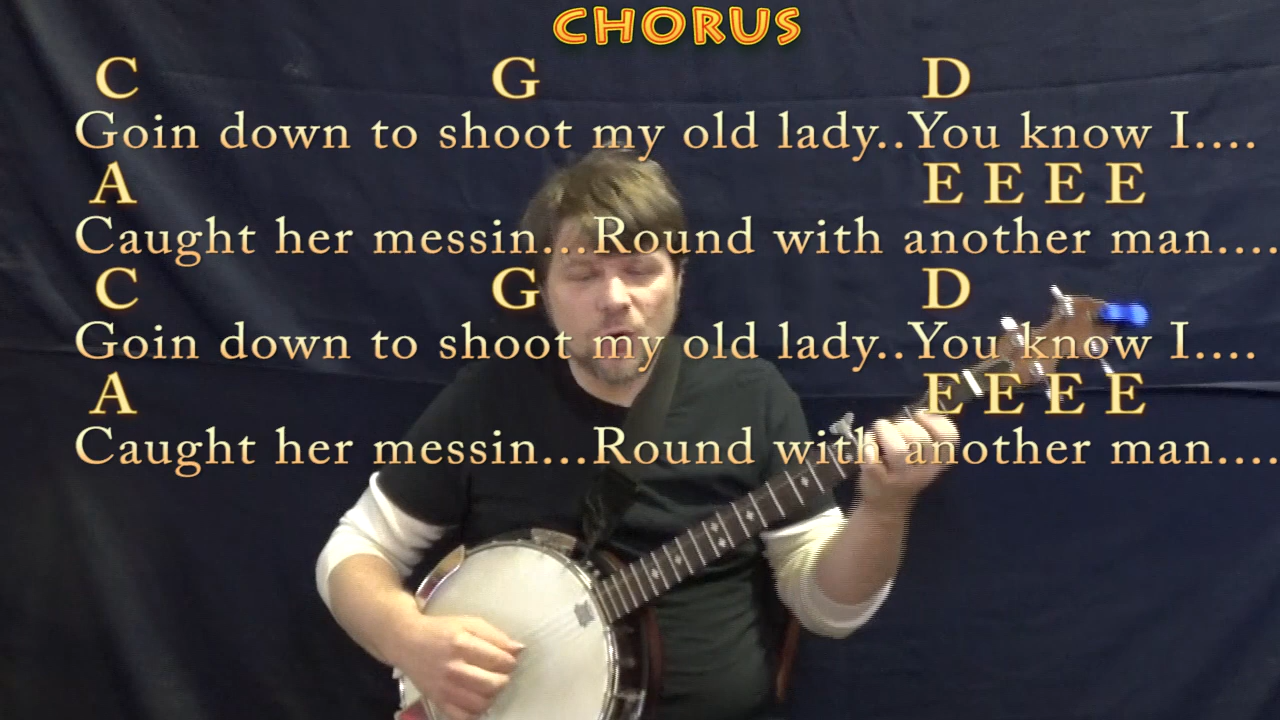 CHORUS
C G D
Goin down to shoot my old lady..You know I....
A E E E E
Caught her messin...Round with another man....
C G D
Goin down to shoot my old lady..You know I....
A E E E E
Caught her messin...Round with another man....